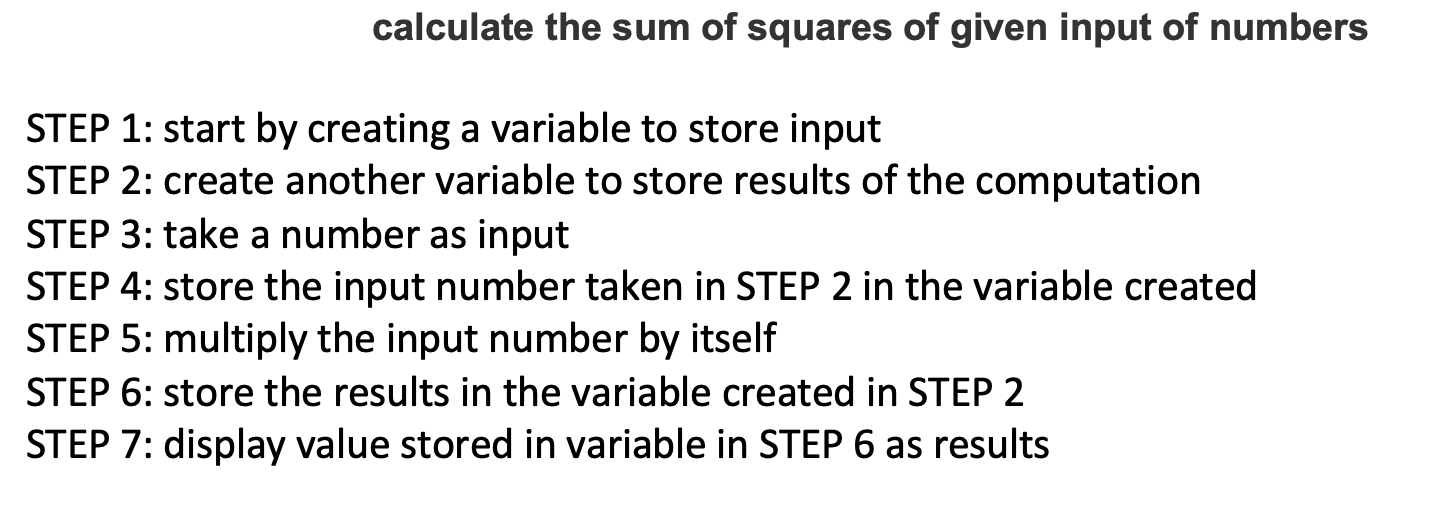 calculate the sum of squares of given input of numbers
STEP 1: start by creating a variable to store input
STEP 2: create another variable to store results of the computation
STEP 3: take a number as input
STEP 4: store the input number taken in STEP 2 in the variable created
STEP 5: multiply the input number by itself
STEP 6: store the results in the variable created in STEP 2
STEP 7: display value stored in variable in STEP 6 as results